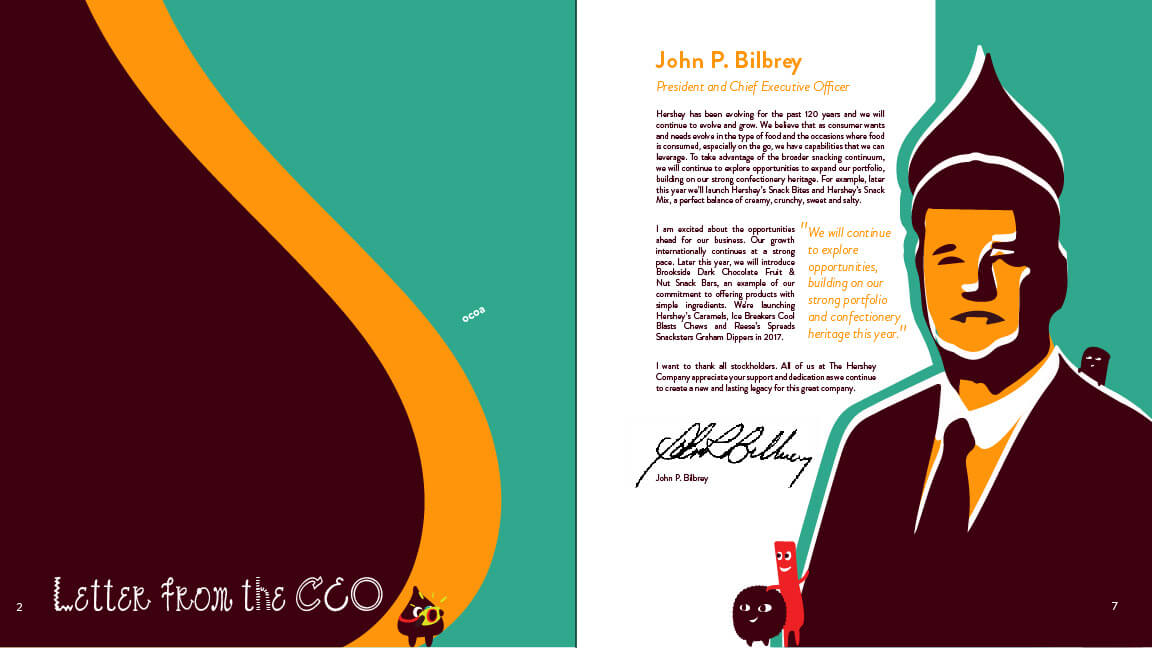 ocoa
Letter from the CEO
2
John P. Bilbrey
President and Chief Executive Officer
Hershey has been evolving for the past 120 years and we will
continue to evolve and grow. We believe that as consumer wants
and needs evolve in the type of food and the occasions where food
is consumed, especially on the go, we have capabilities that we can
leverage. To take advantage of the broader snacking continuum,
we will continue to explore opportunities to expand our portfolio,
building on our strong confectionery heritage. For example, later
this year we'll launch Hershey's Snack Bites and Hershey's Snack
Mix, a perfect balance of creamy, crunchy, sweet and salty.
I am excited about the opportunities
ahead for our business. Our growth
internationally continues at a strong
pace. Later this year, we will introduce
Brookside Dark Chocolate Fruit &
Nut Snack Bars, an example of our
commitment to offering products with
simple ingredients. We're launching
Hershey's Caramels, Ice Breakers Cool
Blasts Chews and Reese's Spreads
Snacksters Graham Dippers in 2017.
"We will continue
to explore
opportunities,
building on our
strong portfolio
and confectionery
heritage this year."
I want to thank all stockholders. All of us at The Hershey
Company appreciate your support and dedication as we continue
to create a new and lasting legacy for this great company.
John P. Bilbrey
John P. Bilbrey
7